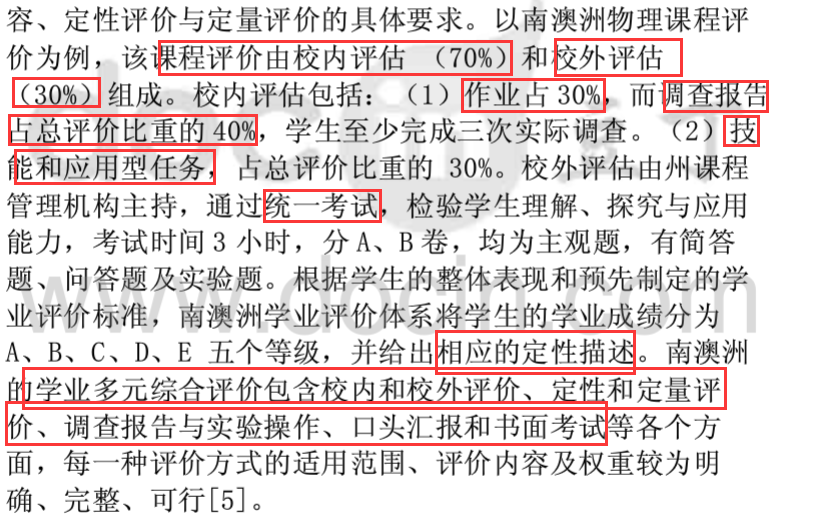 容、定性评价与定量评价的具体要求。以南澳洲物理课程评
价为例，该课程评价由校内评估 （70%）和校外评估
（30%）组成。校内评估包括：（1）作业占 30%，而调查报告
占总评价比重的 40%，学生至少完成三次实际调查。（2）技
能和应用型任务，占总评价比重的 30%。校外评估由州课程
管理机构主持，通过统一考试，检验学生理解、探究与应用
能力，考试时间 3 小时，分 A、B 卷，均为主观题，有简答
题、问答题及实验题。根据学生的整体表现和预先制定的学
业评价标准，南澳洲学业评价体系将学生的学业成绩分为
A、B、C、D、E 五个等级，并给出相应的定性描述。南澳洲
的学业多元综合评价包含校内和校外评价、定性和定量评
价、调查报告与实验操作、口头汇报和书面考试等各个方
面，每一种评价方式的适用范围、评价内容及权重较为明
确、完整、可行[5]。
www.docin.com